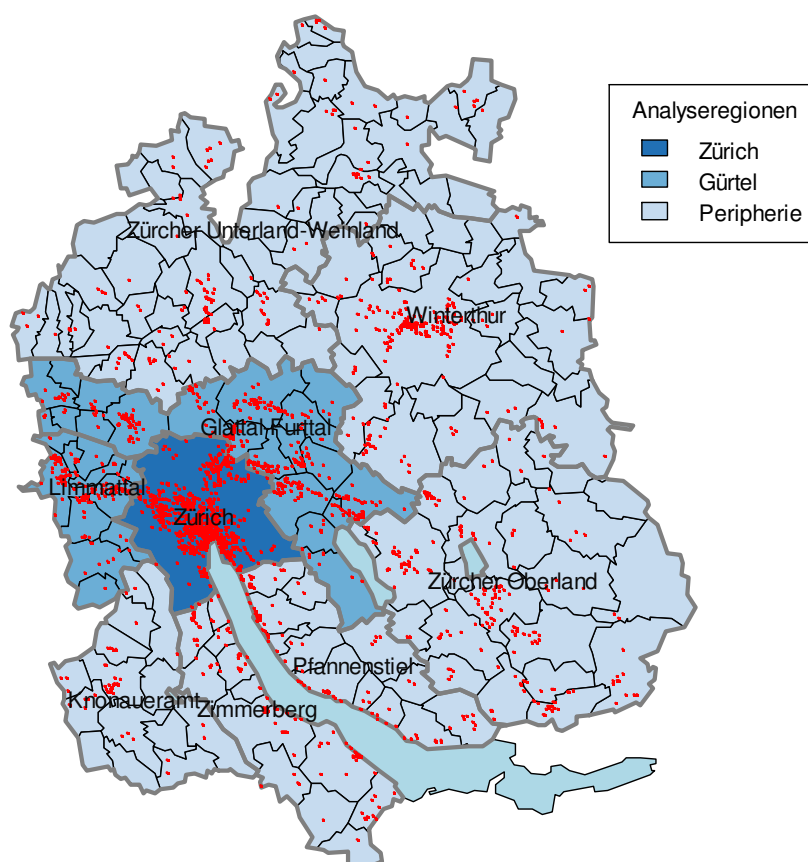 Analyseregionen
Zürich
Gürtel
Peripherie
Zürcher Unterland-Weinland
Winterthur
Glattal-Furttal
Limmattal
Zürich
Zürcher Oberland
Pfannenstiel
Knonaueramt
Zimmerberg